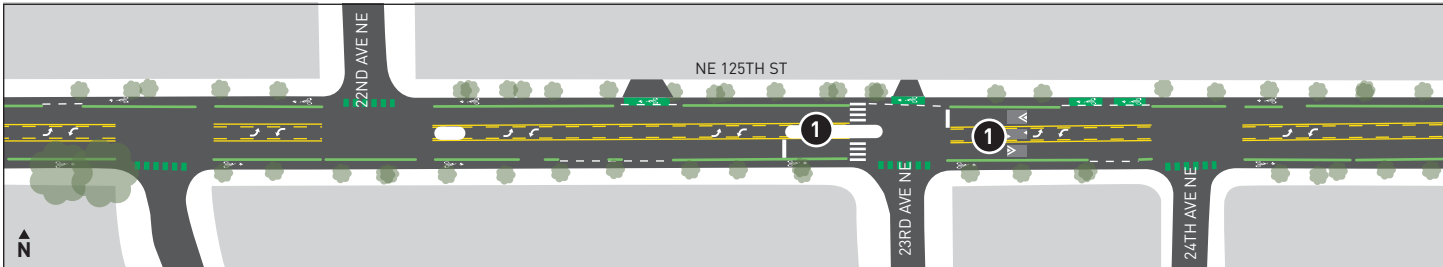 NE 125TH ST
22ND AVE NE
1
1
23RD AVE NE
24TH AVE NE
N